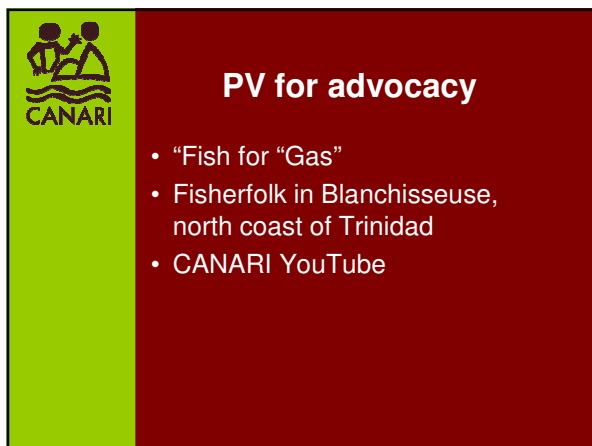 CANARI
PV for advocacy
• “Fish for “Gas”
• Fisherfolk in Blanchisseuse,
north coast of Trinidad
• CANARI YouTube